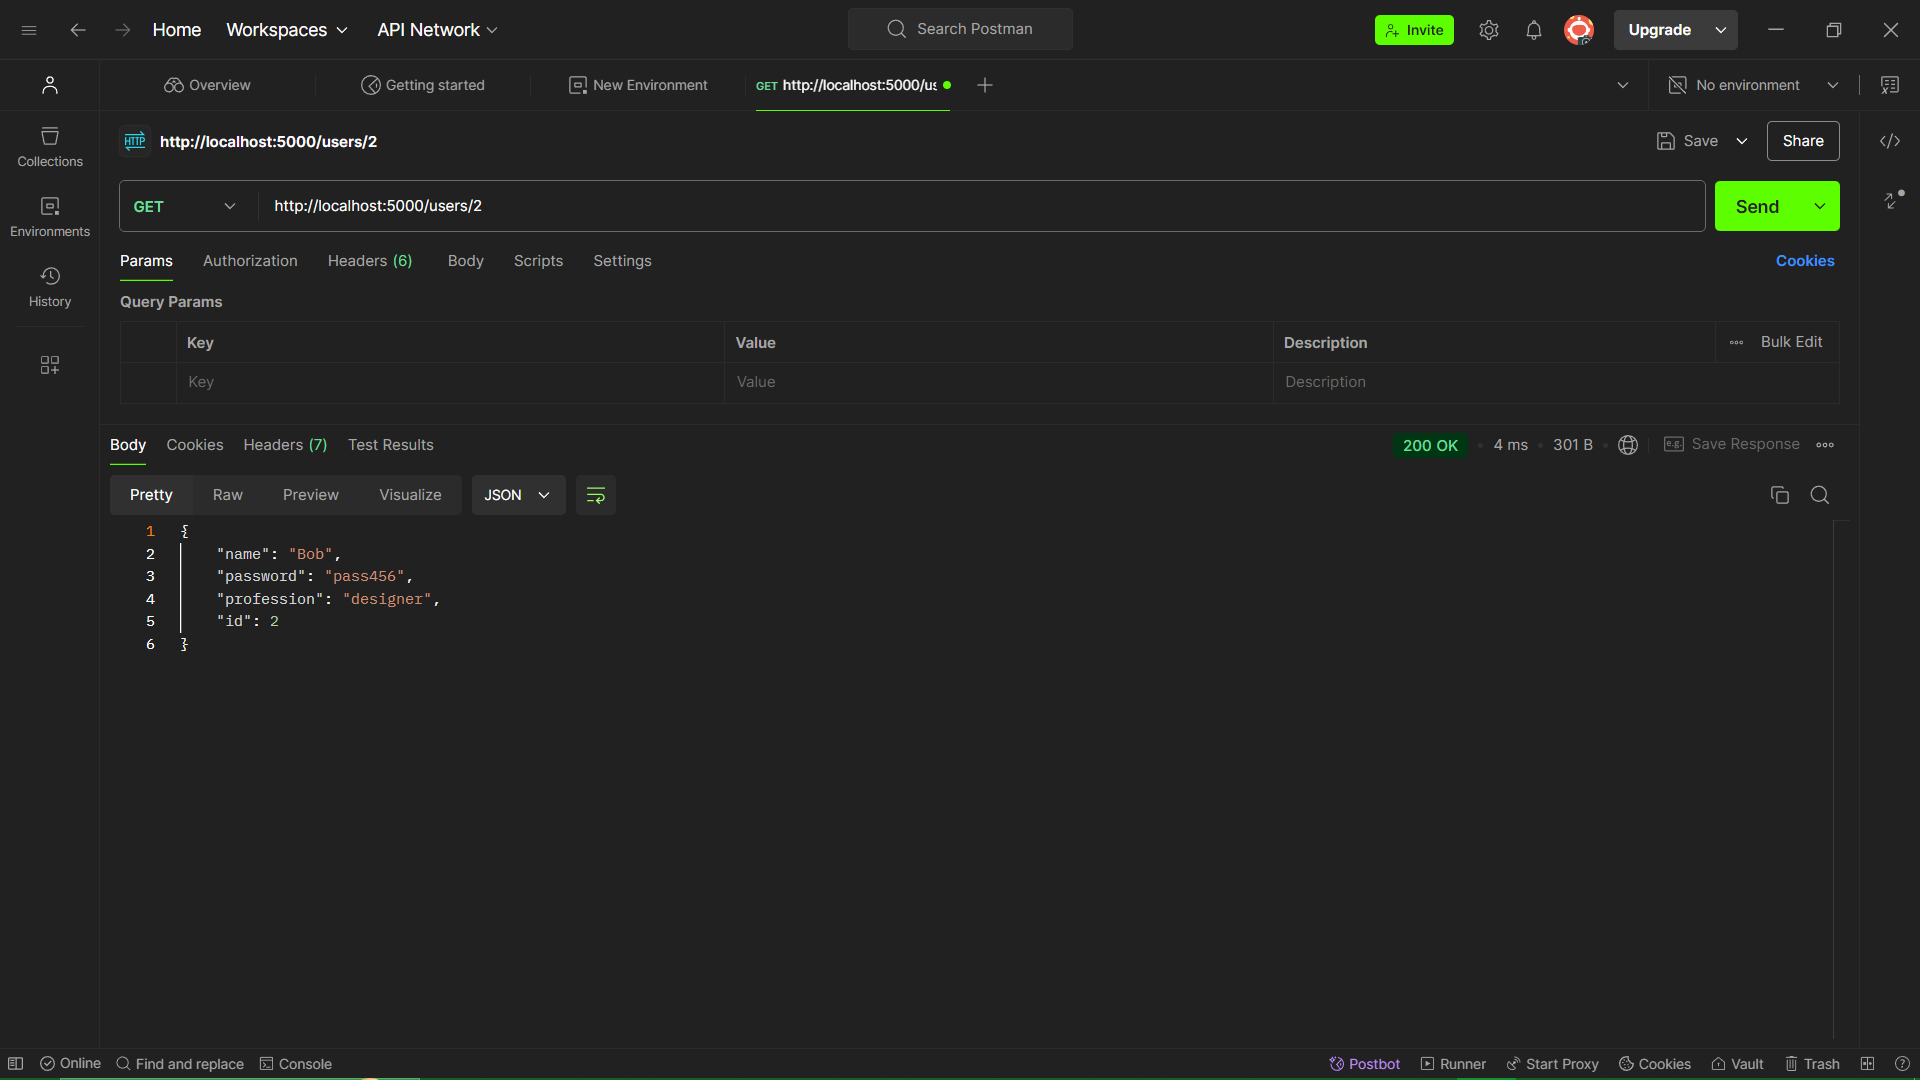 Home Workspaces API Network Search Postman Invite Upgrade
Overview Getting started New Environment GET http://localhost:5000/us No environment
HTTP http://localhost:5000/users/2 Save Share
Collections
Environments
History
GET http://localhost:5000/users/2 Send
Params Authorization Headers (6) Body Scripts Settings Cookies
Query Params
Key Value Description Bulk Edit
Key Value Description
Body Cookies Headers (7) Test Results 200 OK 4 ms 301 B e.g. Save Response
Pretty Raw Preview Visualize JSON
1 {
2 "name": "Bob",
3 "password": "pass456",
4 "profession": "designer",
5 "id": 2
6 }
Online Find and replace Console Postbot Runner Start Proxy Cookies Vault Trash